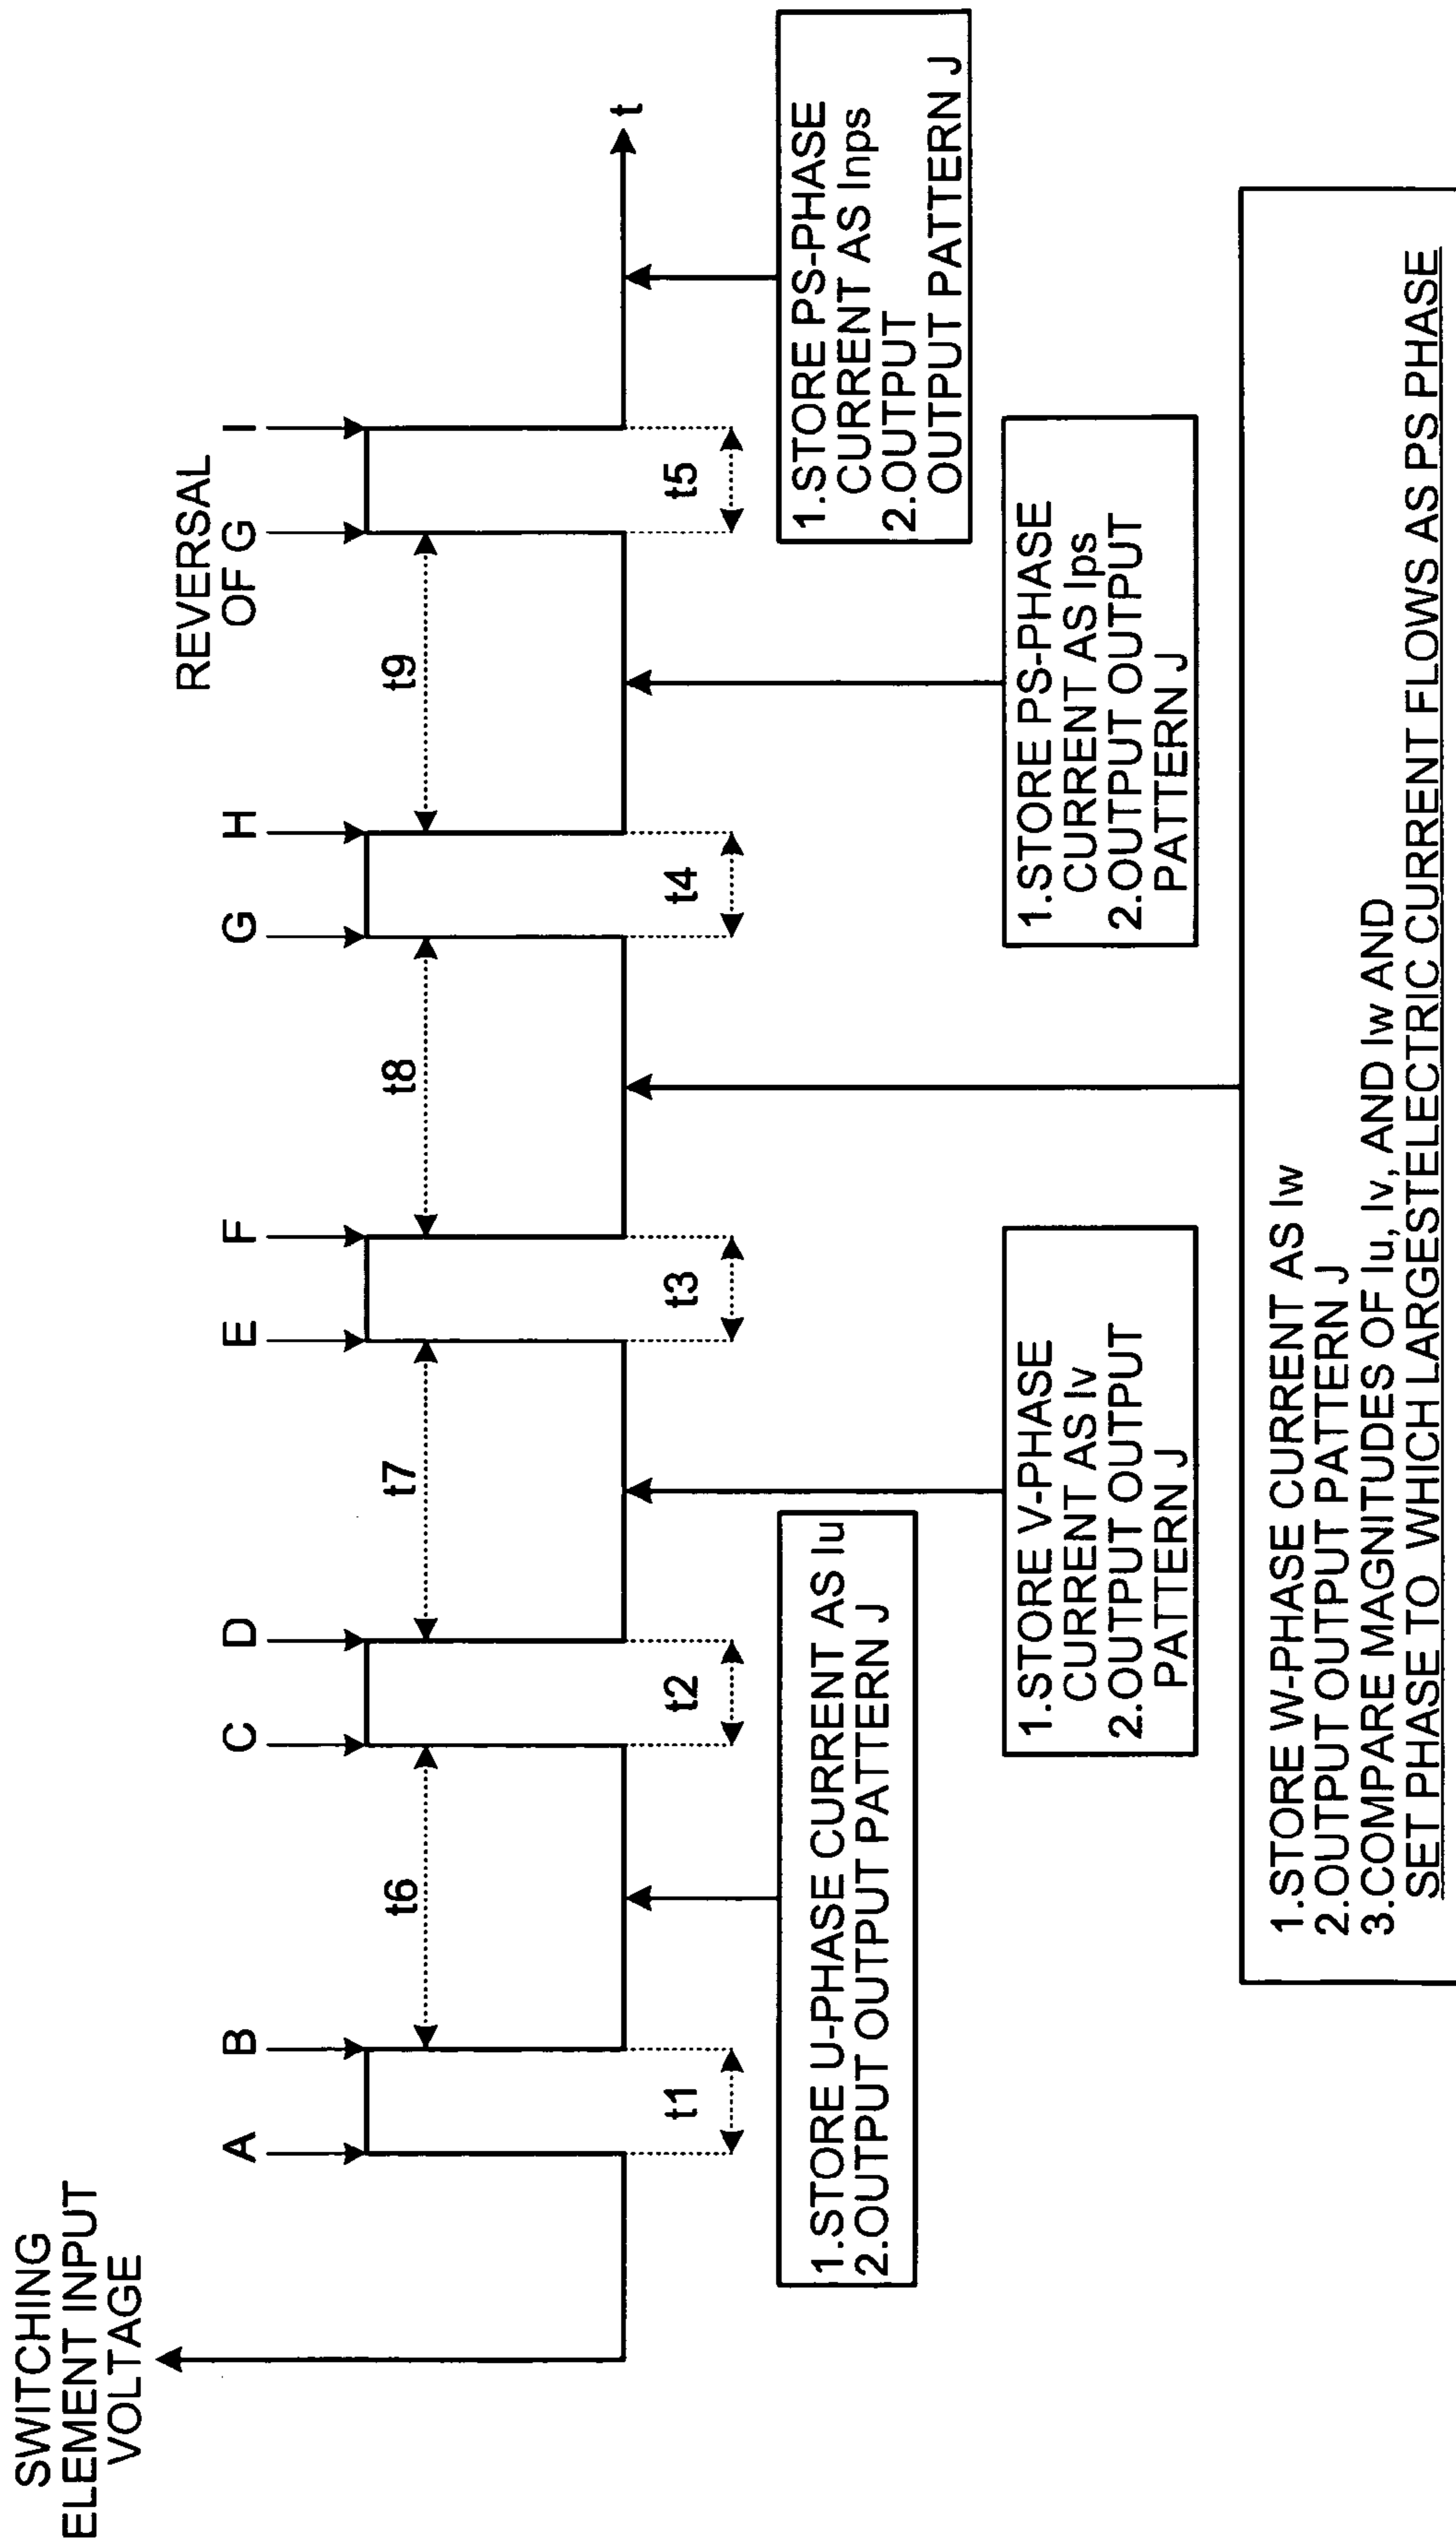 SWITCHING
ELEMENT INPUT
VOLTAGE
REVERSAL
OF G
A
B
C
D
E
F
G
H
I
t6
t7
t8
t9
t1
t2
t3
t4
t5
t
1.STORE U-PHASE CURRENT AS Iu
2.OUTPUT OUTPUT PATTERN J
1.STORE V-PHASE
CURRENT AS Iv
2.OUTPUT OUTPUT
PATTERN J
1.STORE W-PHASE CURRENT AS Iw
2.OUTPUT OUTPUT PATTERN J
3.COMPARE MAGNITUDES OF Iu, Iv, AND Iw AND
SET PHASE TO WHICH LARGESTELECTRIC CURRENT FLOWS AS PS PHASE
1.STORE PS-PHASE
CURRENT AS Ips
2.OUTPUT OUTPUT
PATTERN J
1.STORE PS-PHASE
CURRENT AS Inps
2.OUTPUT
OUTPUT PATTERN J